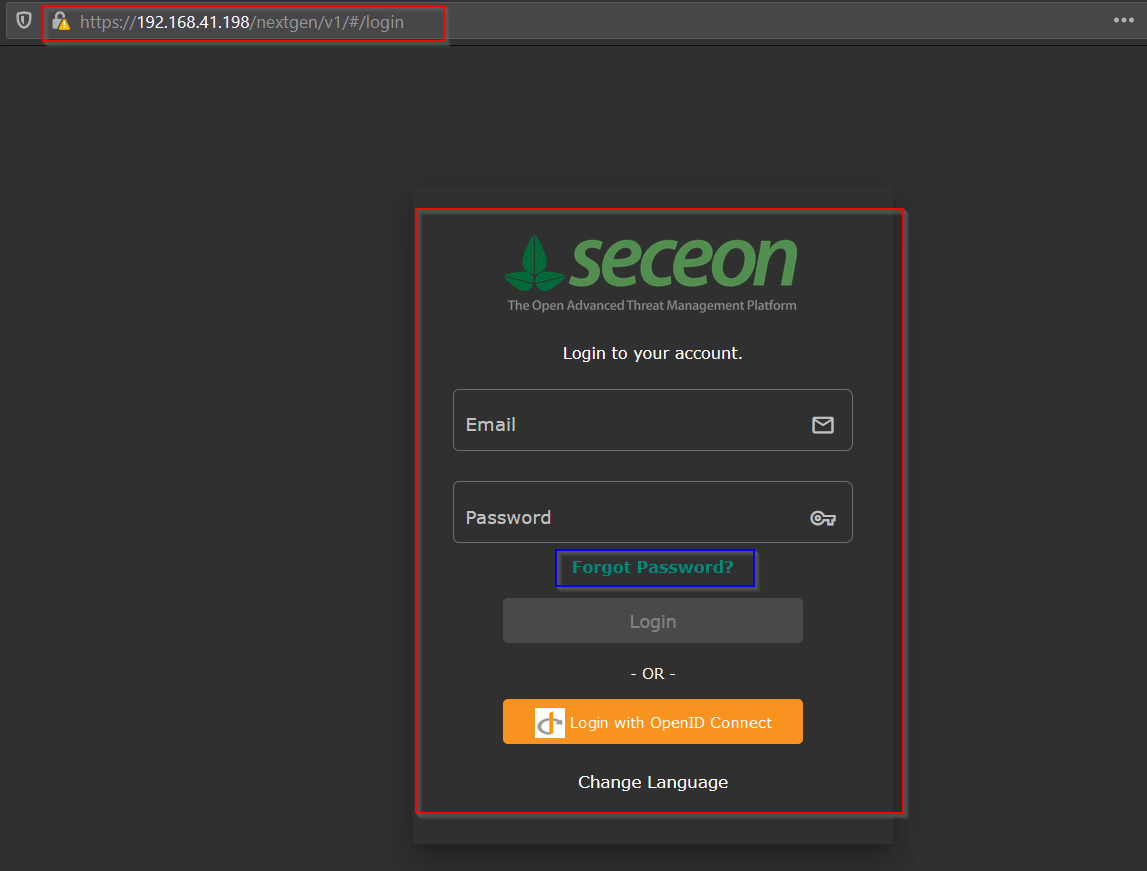 https://192.168.41.198/nextgen/v1/#/login
seceon
The Open Advanced Threat Management Platform
Login to your account.
Email
Password
Forgot Password?
Login
- OR -
Login with OpenID Connect
Change Language